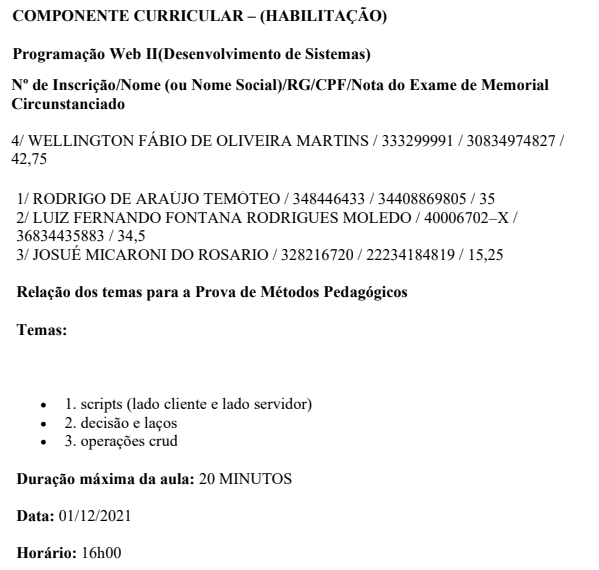 COMPONENTE CURRICULAR – (HABILITAÇÃO)
Programação Web II(Desenvolvimento de Sistemas)
Nº de Inscrição/Nome (ou Nome Social)/RG/CPF/Nota do Exame de Memorial
Circunstanciado
4/ WELLINGTON FÁBIO DE OLIVEIRA MARTINS / 333299991 / 30834974827 /
42,75
1/ RODRIGO DE ARAÚJO TEMÓTEO / 348446433 / 34408869805 / 35
2/ LUIZ FERNANDO FONTANA RODRIGUES MOLEDO / 40006702–X /
36834435883 / 34,5
3/ JOSUÉ MICARONI DO ROSARIO / 328216720 / 22234184819 / 15,25
Relação dos temas para a Prova de Métodos Pedagógicos
Temas:
• 1. scripts (lado cliente e lado servidor)
• 2. decisão e laços
• 3. operações crud
Duração máxima da aula: 20 MINUTOS
Data: 01/12/2021
Horário: 16h00